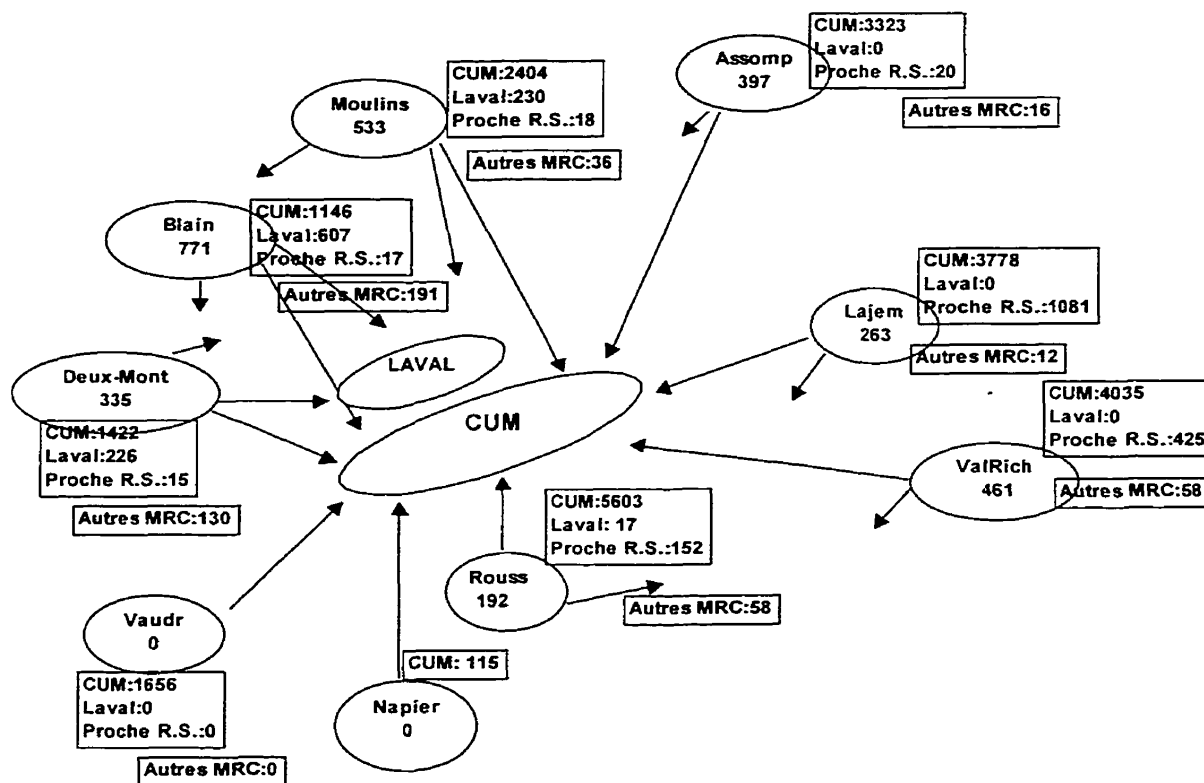 CUM:3323
Laval:0
Proche R.S.:20
Assomp
397
Autres MRC:16
CUM:2404
Laval:230
Proche R.S.:18
Moulins
533
Autres MRC:36
CUM:1146
Laval:607
Proche R.S.:17
Blain
771
Autres MRC:191
CUM:3778
Laval:0
Proche R.S.:1081
Lajem
263
Autres MRC:12
LAVAL
CUM
Deux-Mont
335
CUM:1422
Laval:226
Proche R.S.:15
Autres MRC:130
CUM:4035
Laval:0
Proche R.S.:425
ValRich
461
Autres MRC:58
CUM:5603
Laval: 17
Proche R.S.:152
Rouss
192
Autres MRC:58
Vaudr
0
CUM:1656
Laval:0
Proche R.S.:0
Autres MRC:0
CUM: 115
Napier
0